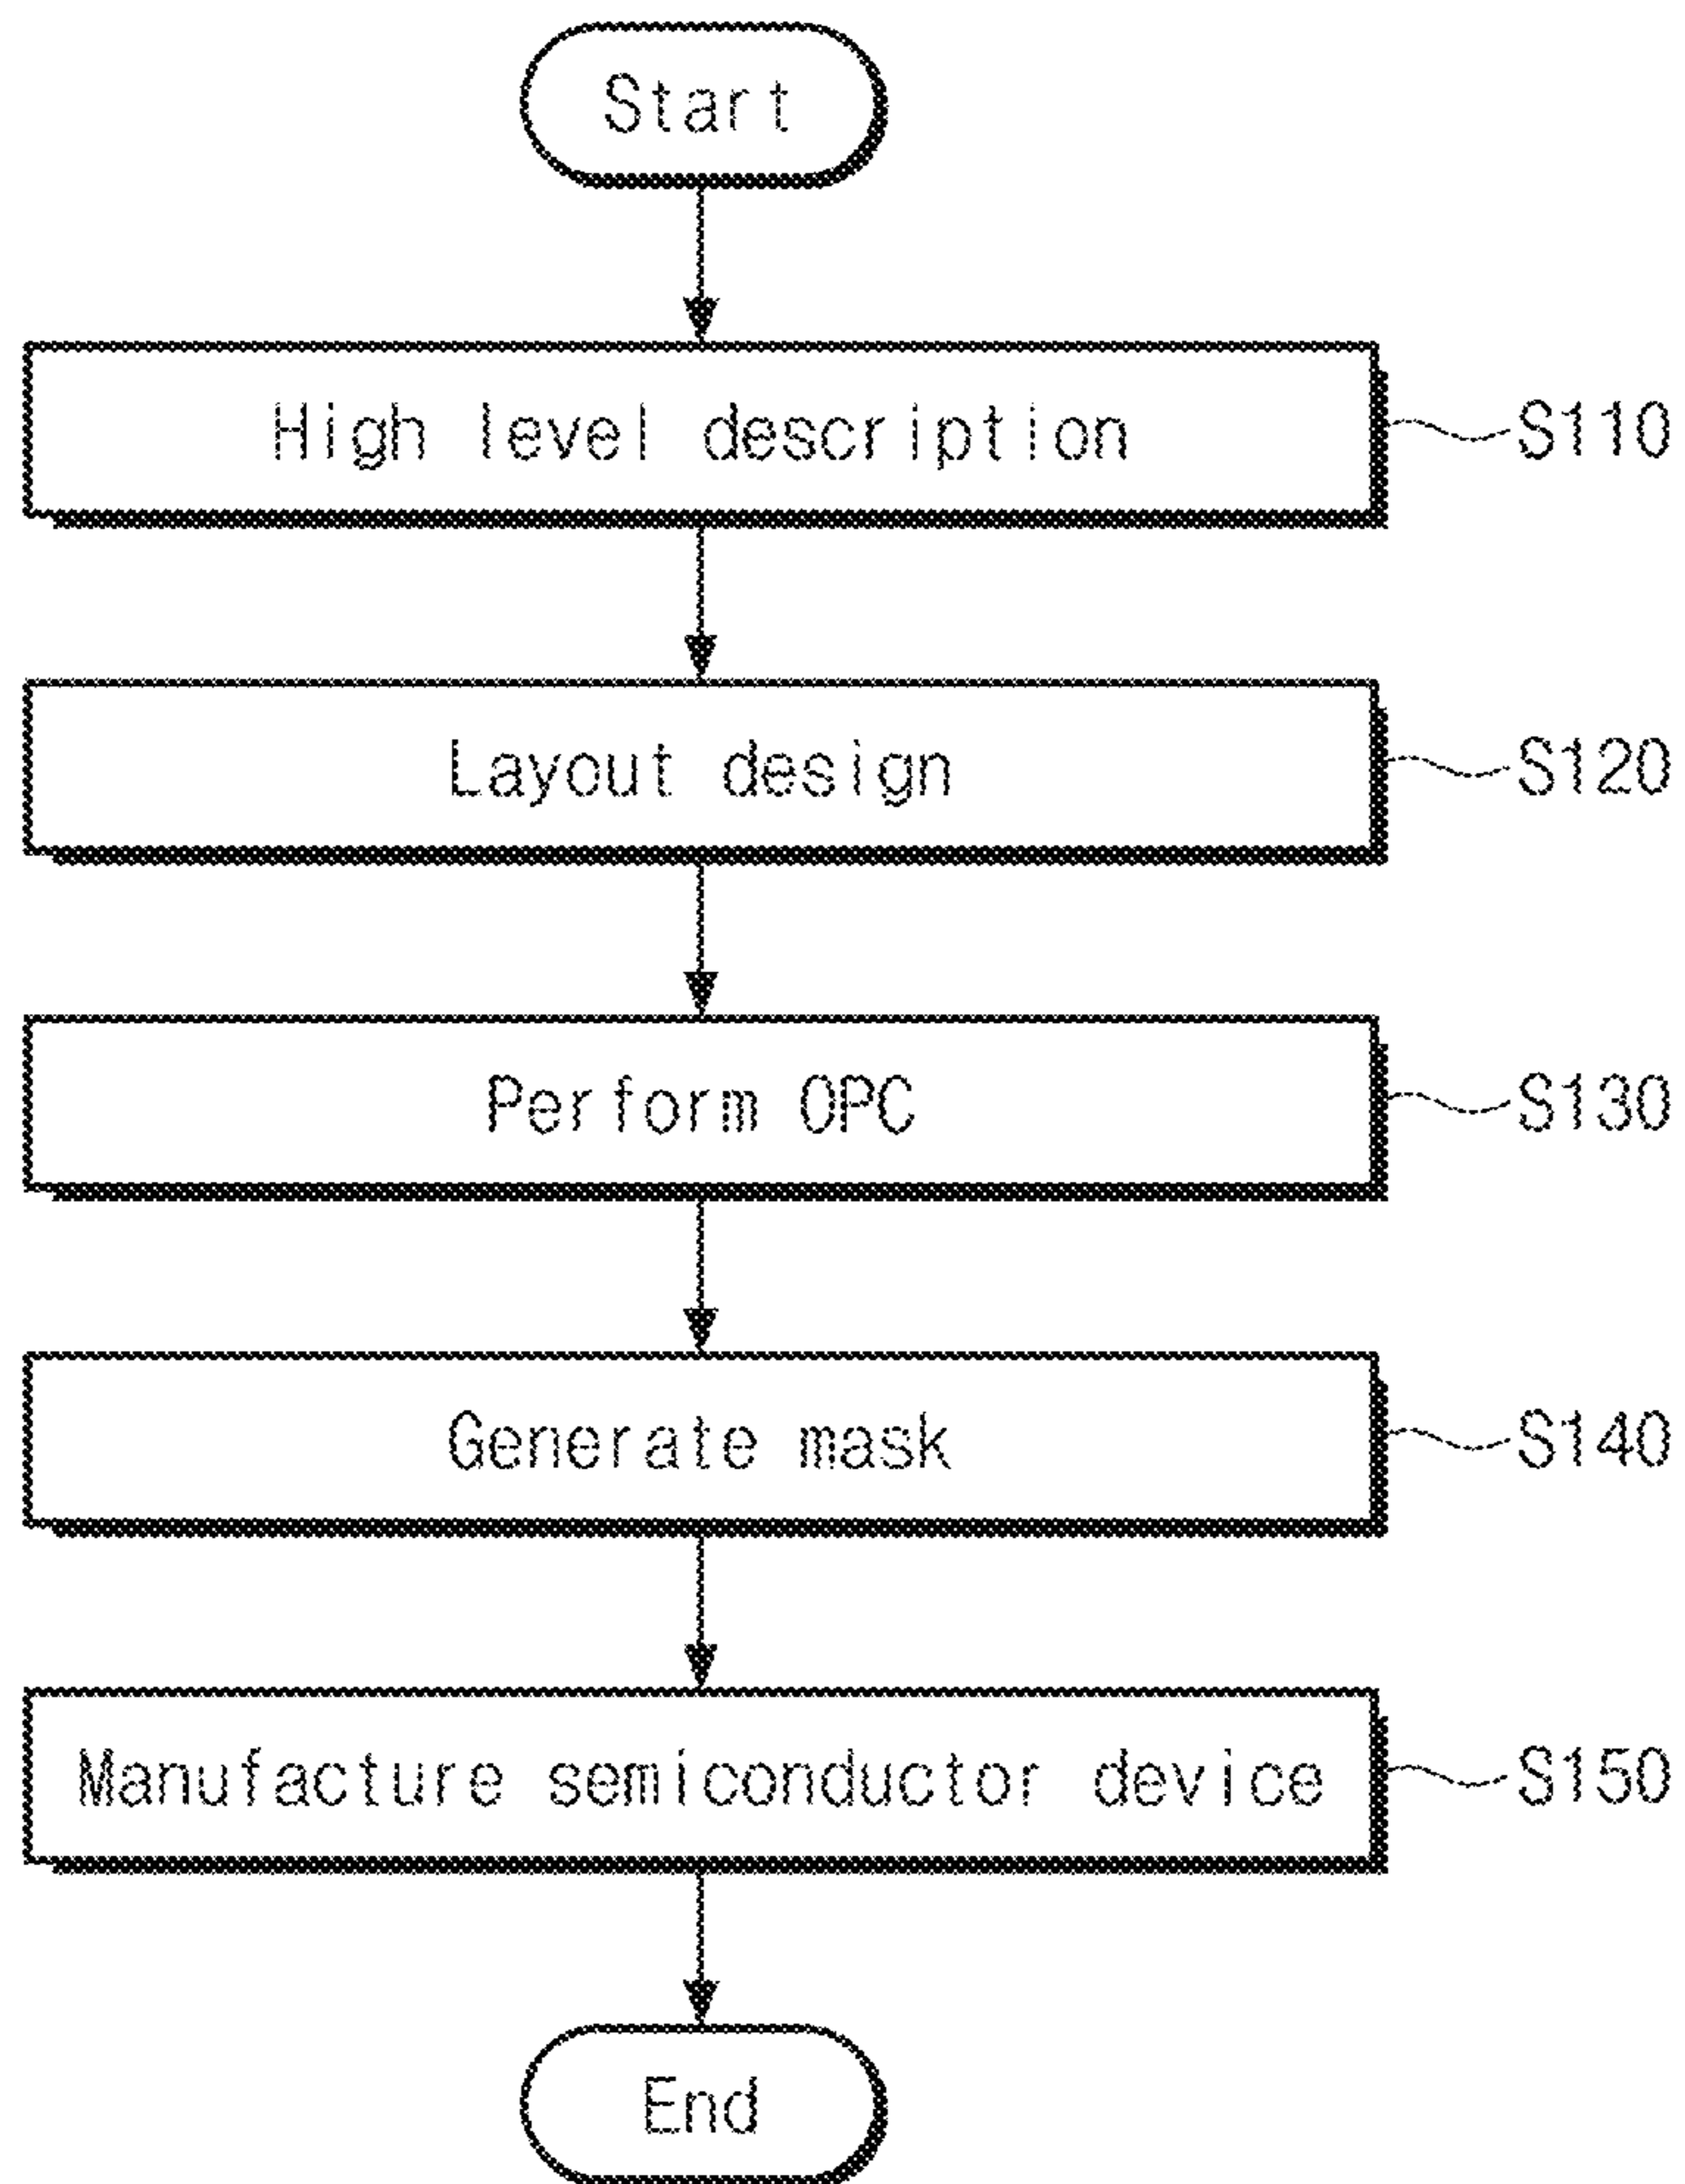 Start
High level description
S110
Layout design
S120
Perform OPC
S130
Generate mask
S140
Manufacture semiconductor device
S150
End